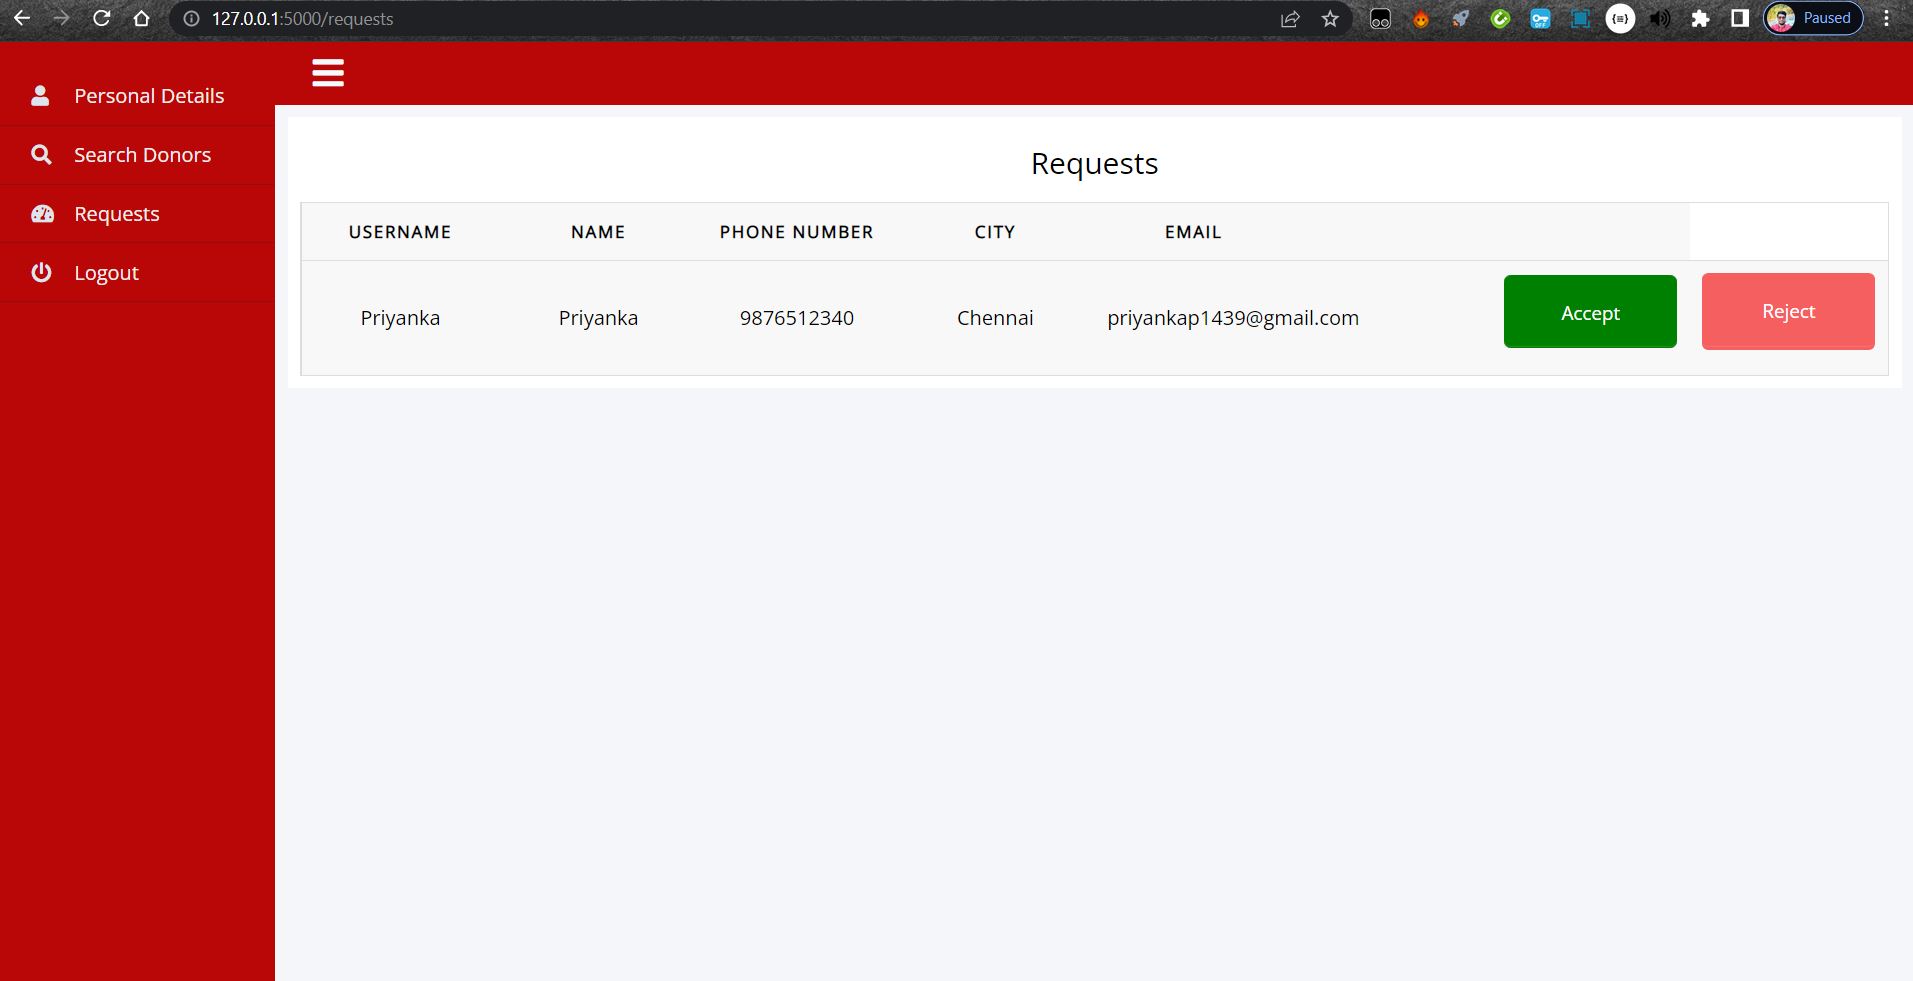 127.0.0.1:5000/requests
Paused
Personal Details
Search Donors
Requests
Logout
Requests
USERNAME NAME PHONE NUMBER CITY EMAIL
Priyanka Priyanka 9876512340 Chennai priyankap1439@gmail.com Accept Reject